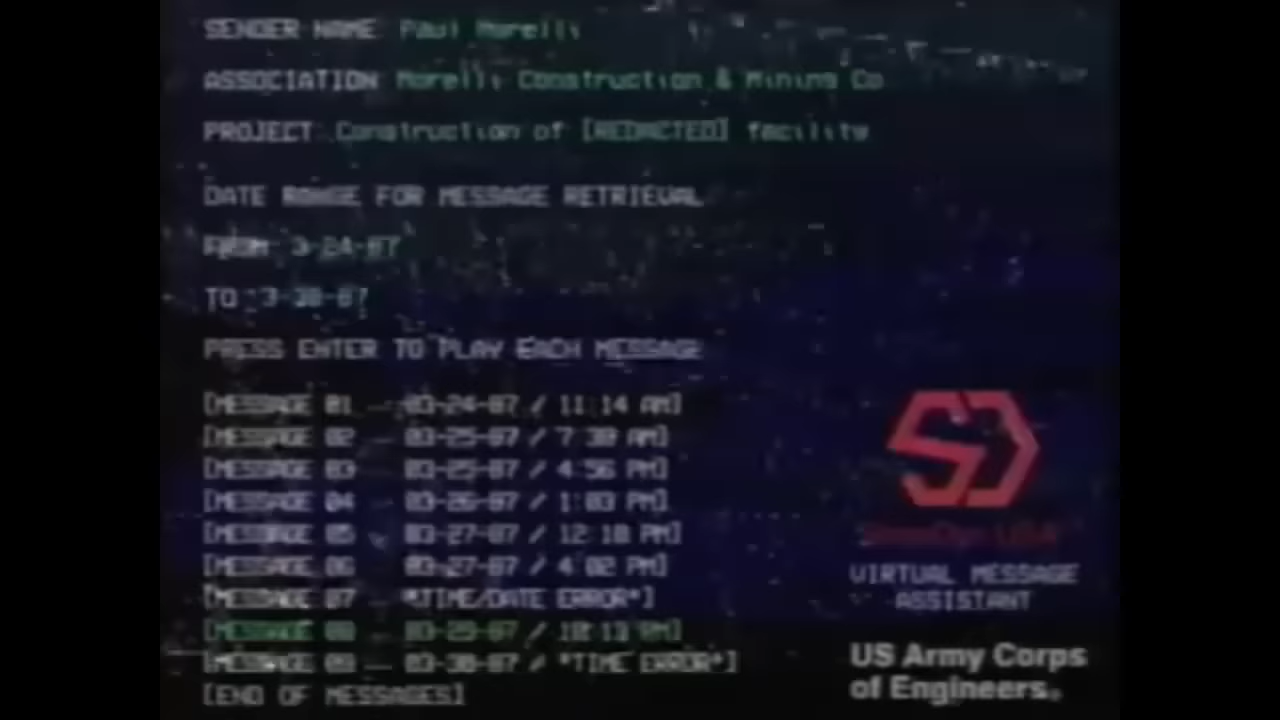 SENDER NAME: Paul Morelli
ASSOCIATION: Morelli Construction & Mining Co
PROJECT: Construction of [REDACTED] facility
DATE RANGE FOR MESSAGE RETRIEVAL
FROM: 3-24-87
TO: 3-30-87
PRESS ENTER TO PLAY EACH MESSAGE
[MESSAGE 01 -- 03-24-87 / 11:14 AM]
[MESSAGE 02 -- 03-25-87 / 7:30 AM]
[MESSAGE 03 -- 03-25-87 / 4:56 PM]
[MESSAGE 04 -- 03-26-87 / 1:03 PM]
[MESSAGE 05 -- 03-27-87 / 12:10 PM]
[MESSAGE 06 -- 03-27-87 / 4:02 PM]
[MESSAGE 07 -- *TIME/DATE ERROR*]
[MESSAGE 08 -- 03-29-87 / 10:13 PM]
[MESSAGE 09 -- 03-30-87 / *TIME ERROR*]
[END OF MESSAGES]
SD
VIRTUAL MESSAGE
ASSISTANT
US Army Corps
of Engineers®